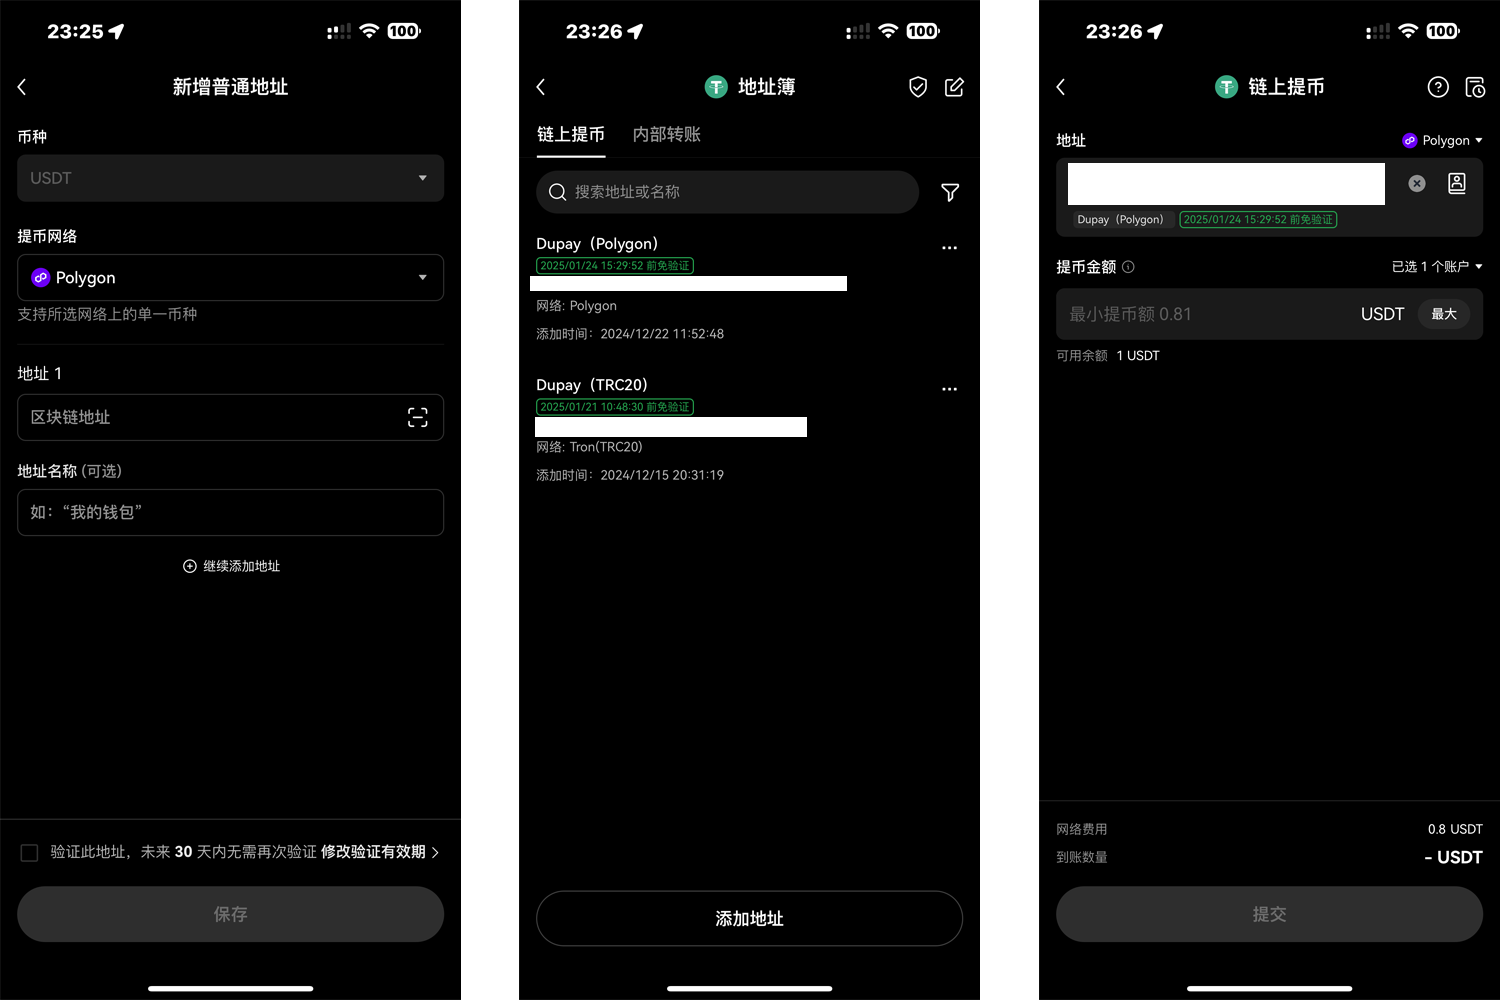 23:25
100
新增普通地址
币种
USDT
提币网络
Polygon
支持所选网络上的单一币种
地址 1
区块链地址
地址名称 (可选)
如：“我的钱包”
继续添加地址
验证此地址，未来 30 天内无需再次验证 修改验证有效期
保存
23:26
100
地址簿
链上提币 内部转账
搜索地址或名称
Dupay（Polygon）
2025/01/24 15:29:52 前免验证
网络: Polygon
添加时间：2024/12/22 11:52:48
Dupay（TRC20）
2025/01/21 10:48:30 前免验证
网络: Tron(TRC20)
添加时间：2024/12/15 20:31:19
添加地址
23:26
100
链上提币
地址 Polygon
Dupay（Polygon） 2025/01/24 15:29:52 前免验证
提币金额 已选 1 个账户
最小提币额 0.81 USDT 最大
可用余额 1 USDT
网络费用 0.8 USDT
到账数量 - USDT
提交